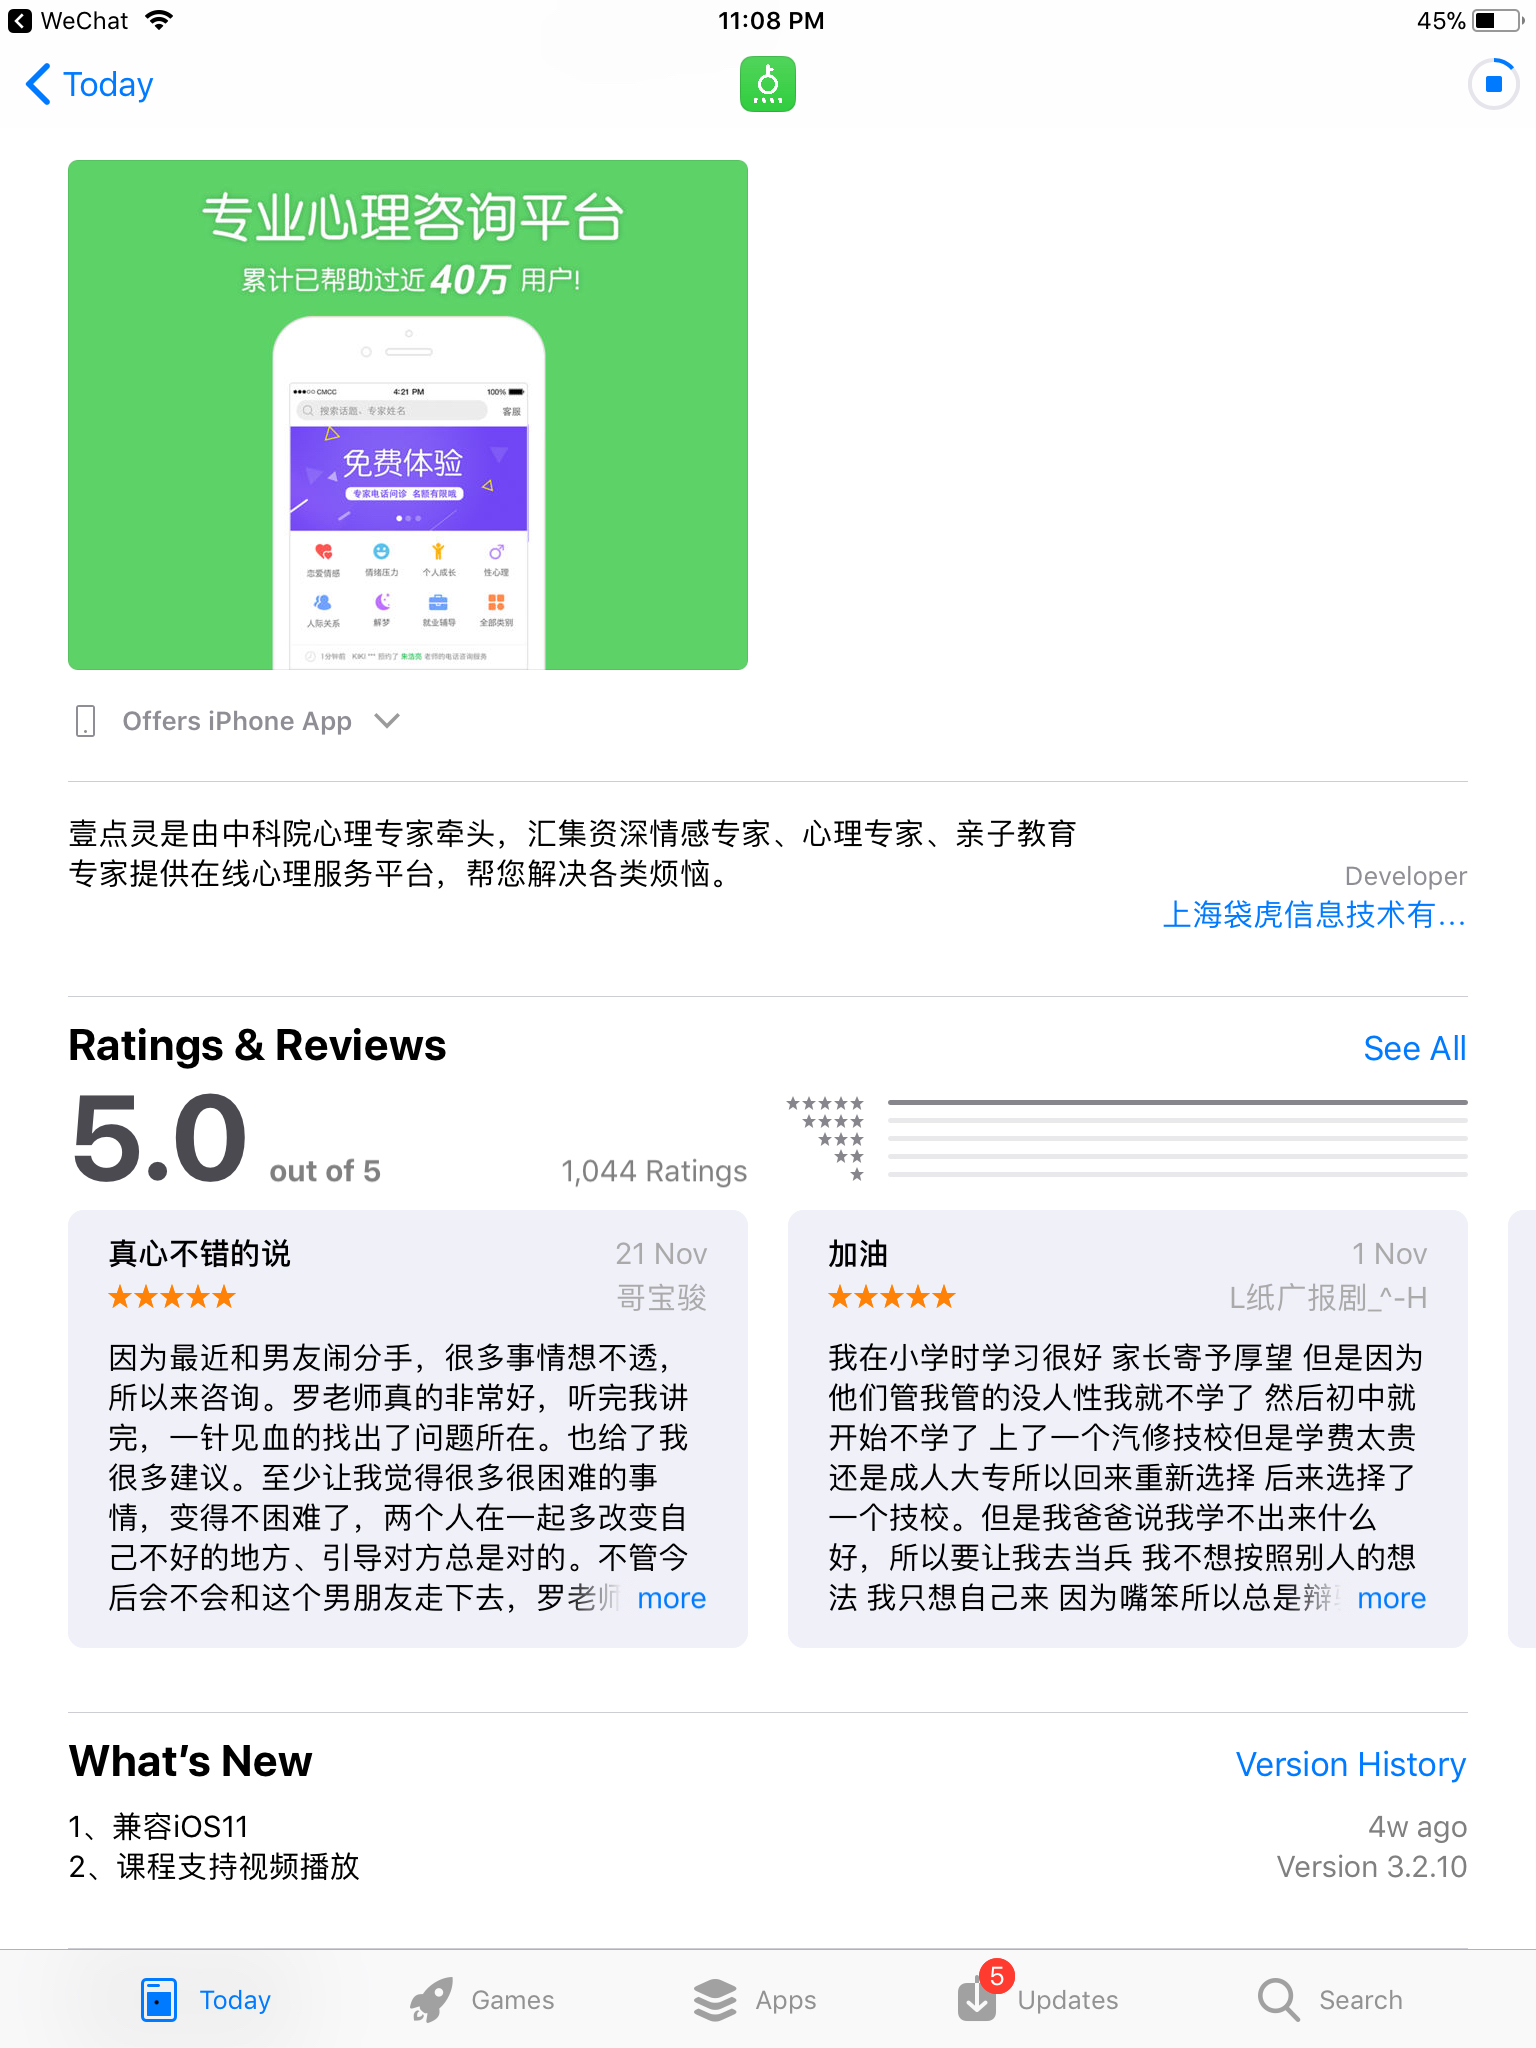 WeChat
11:08 PM
45%
Today
专业心理咨询平台
累计已帮助过近40万用户!
CMCC
4:21 PM
100%
搜索话题、专家姓名
客服
免费体验
专家电话问诊 名额有限哦
恋爱情感
情绪压力
个人成长
性心理
人际关系
解梦
就业辅导
全部类别
1分钟前 KIKI *** 预约了 朱浩亮 老师的电话咨询服务
Offers iPhone App
壹点灵是由中科院心理专家牵头，汇集资深情感专家、心理专家、亲子教育
专家提供在线心理服务平台，帮您解决各类烦恼。
Developer
上海袋虎信息技术有...
Ratings & Reviews
See All
5.0 out of 5
1,044 Ratings
真心不错的说
21 Nov
哥宝骏
因为最近和男友闹分手，很多事情想不透，
所以来咨询。罗老师真的非常好，听完我讲
完，一针见血的找出了问题所在。也给了我
很多建议。至少让我觉得很多很困难的事
情，变得不困难了，两个人在一起多改变自
己不好的地方、引导对方总是对的。不管今
后会不会和这个男朋友走下去，罗老师 more
加油
1 Nov
L纸广报剧_^-H
我在小学时学习很好 家长寄予厚望 但是因为
他们管我管的没人性我就不学了 然后初中就
开始不学了 上了一个汽修技校但是学费太贵
还是成人大专所以回来重新选择 后来选择了
一个技校。但是我爸爸说我学不出来什么
好，所以要让我去当兵 我不想按照别人的想
法 我只想自己来 因为嘴笨所以总是辩 more
What's New
Version History
1、兼容iOS11
2、课程支持视频播放
4w ago
Version 3.2.10
Today
Games
Apps
5
Updates
Search